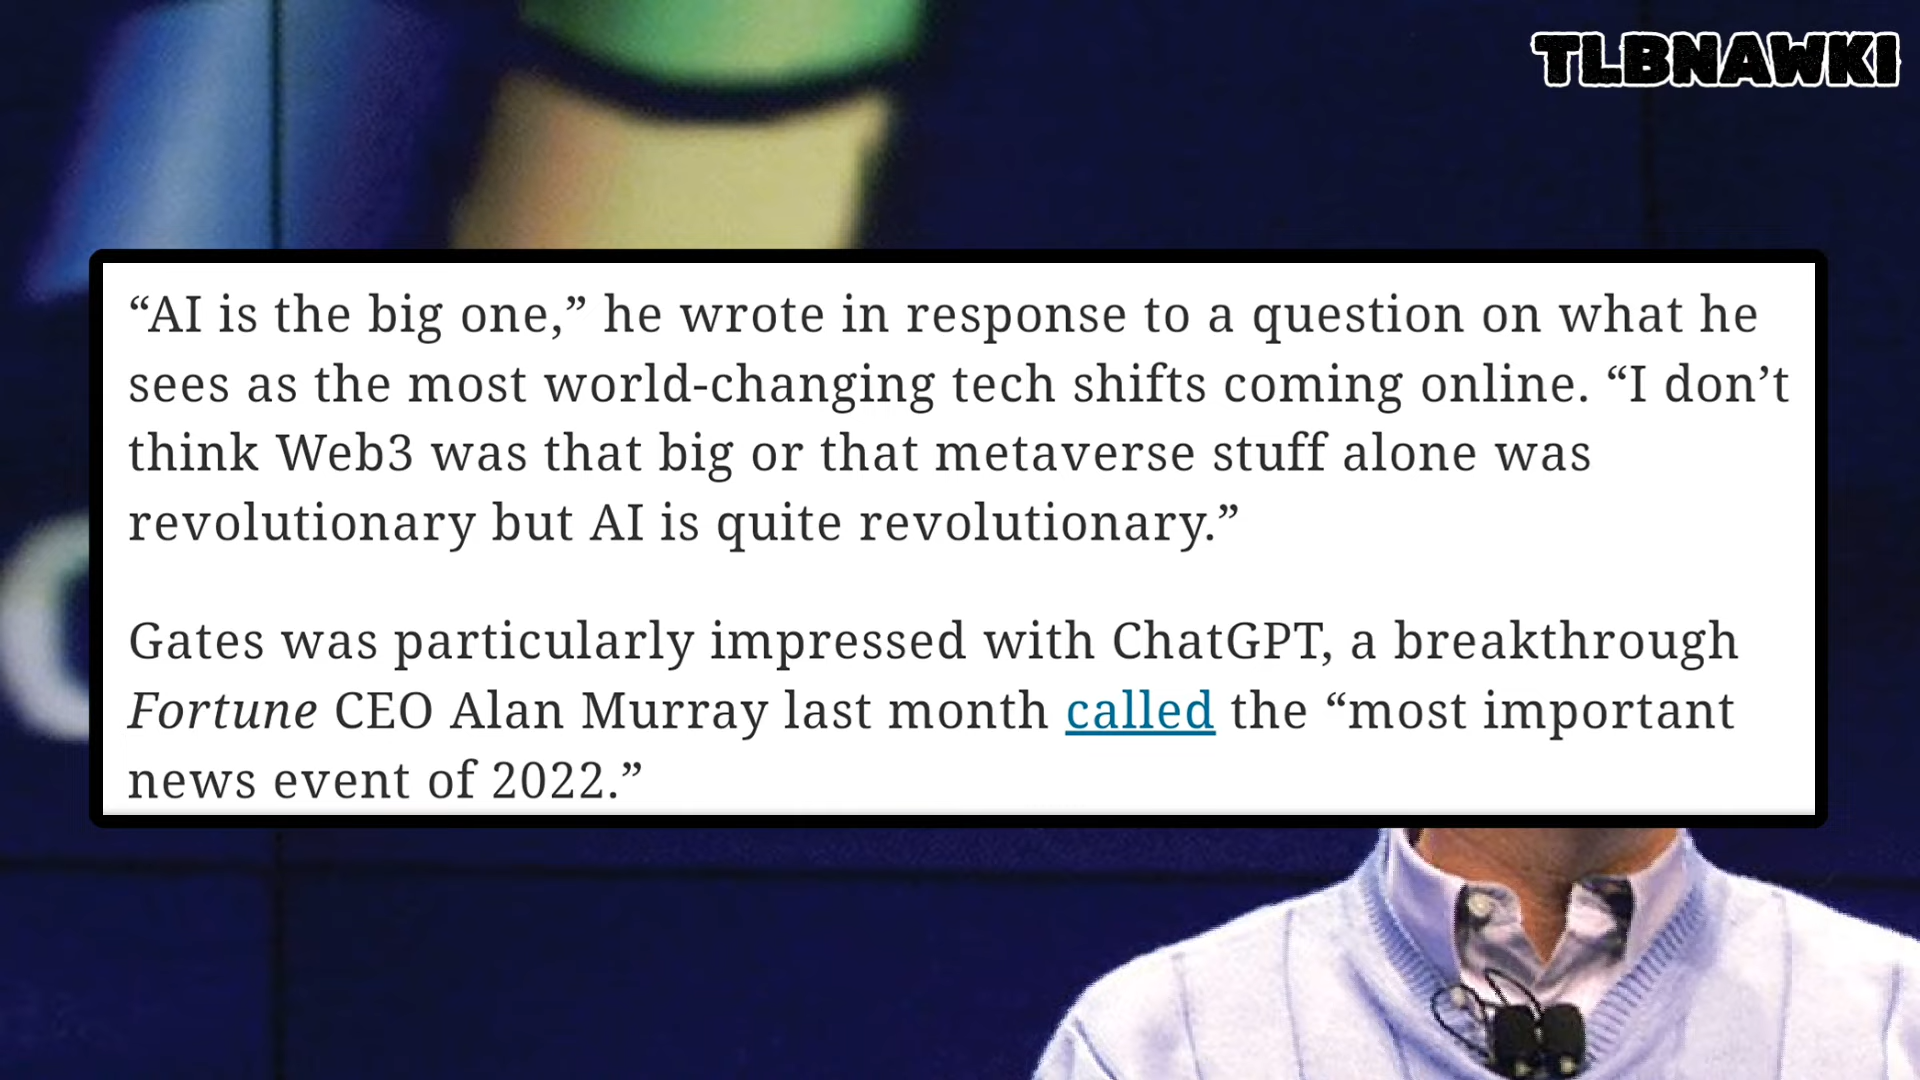 TLBNAWKI
“AI is the big one,” he wrote in response to a question on what he
sees as the most world-changing tech shifts coming online. “I don’t
think Web3 was that big or that metaverse stuff alone was
revolutionary but AI is quite revolutionary.”
Gates was particularly impressed with ChatGPT, a breakthrough
Fortune CEO Alan Murray last month called the “most important
news event of 2022.”